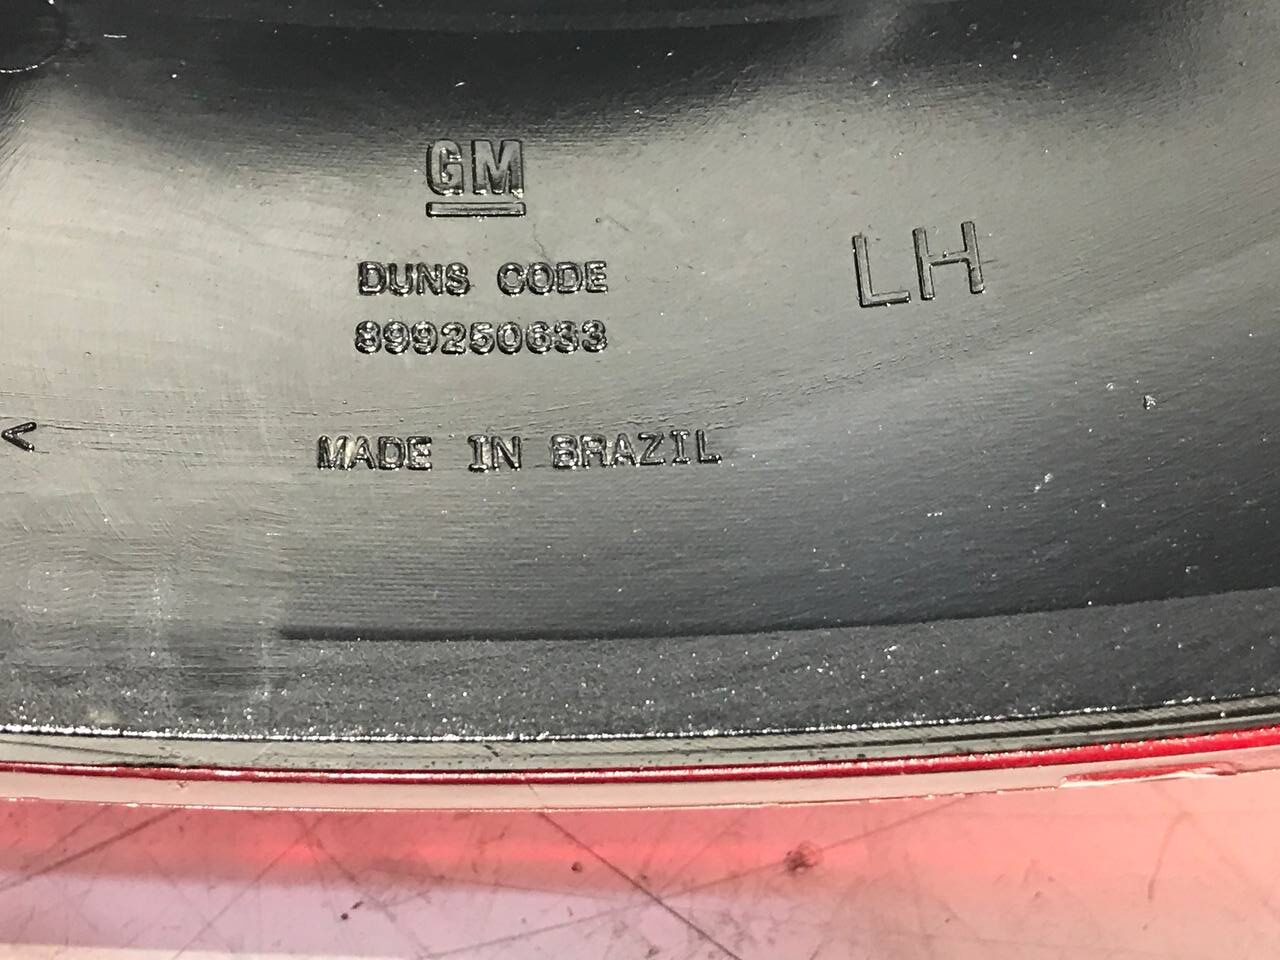 GM
DUNS CODE
899250633
LH
<
MADE IN BRAZIL